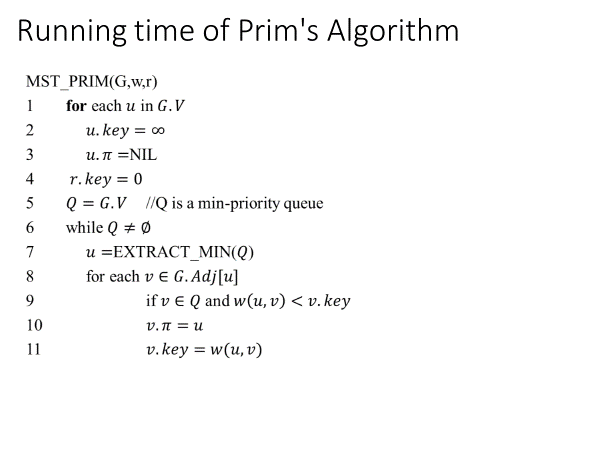 Running time of Prim's Algorithm
MST_PRIM(G,w,r)
1 for each u in G.V
2 u.key = ∞
3 u.π =NIL
4 r.key = 0
5 Q = G.V //Q is a min-priority queue
6 while Q ≠ ∅
7 u =EXTRACT_MIN(Q)
8 for each v ∈ G.Adj[u]
9 if v ∈ Q and w(u,v) < v.key
10 v.π = u
11 v.key = w(u,v)